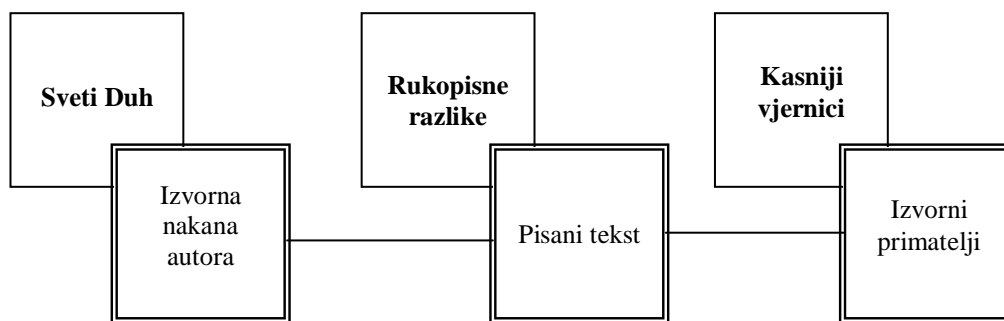 Sveti Duh
Rukopisne
razlike
Kasniji
vjernici
Izvorna
nakana
autora
Pisani tekst
Izvorni
primatelji